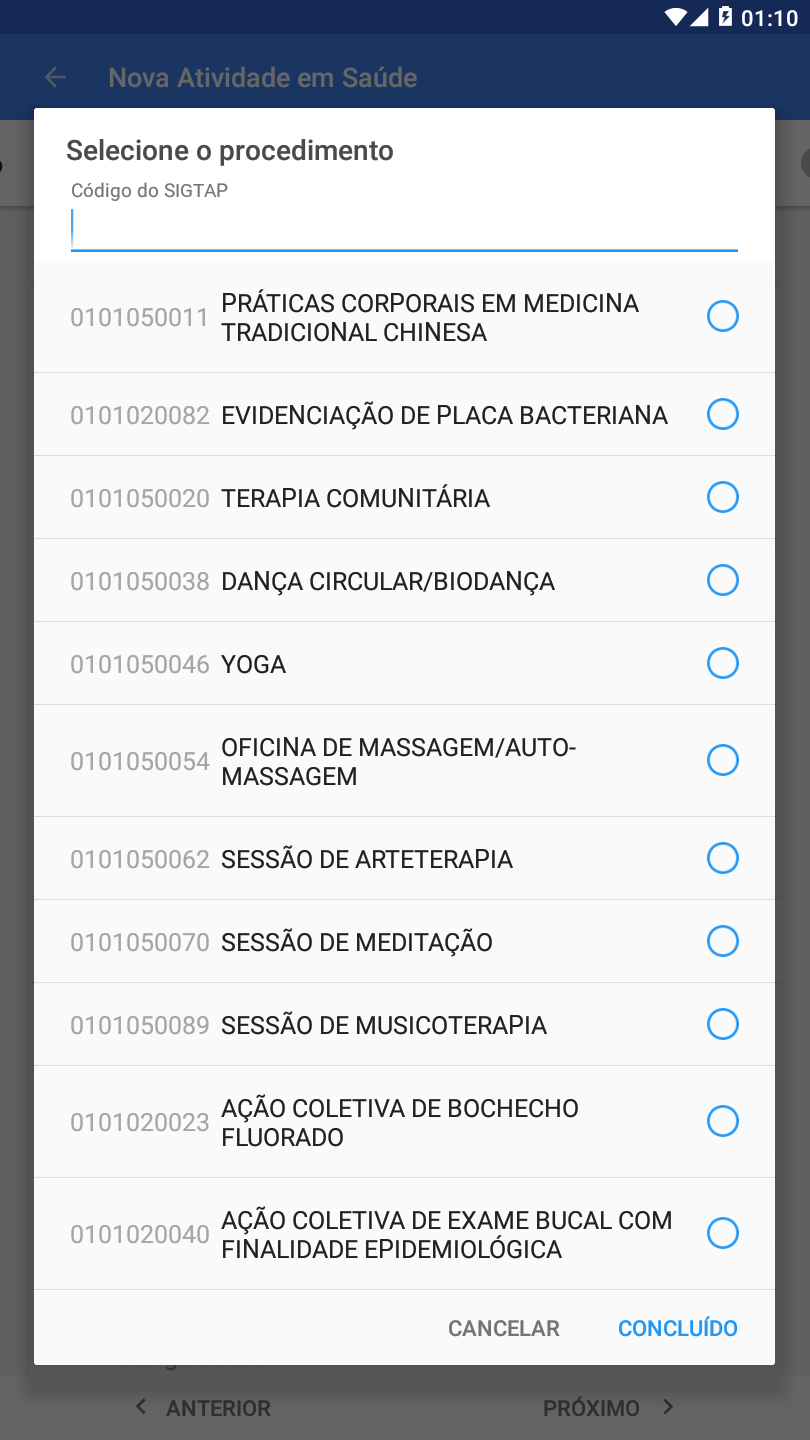 01:10
Nova Atividade em Saúde
Selecione o procedimento
Código do SIGTAP
0101050011 PRÁTICAS CORPORAIS EM MEDICINA
TRADICIONAL CHINESA
0101020082 EVIDENCIAÇÃO DE PLACA BACTERIANA
0101050020 TERAPIA COMUNITÁRIA
0101050038 DANÇA CIRCULAR/BIODANÇA
0101050046 YOGA
0101050054 OFICINA DE MASSAGEM/AUTO-
MASSAGEM
0101050062 SESSÃO DE ARTETERAPIA
0101050070 SESSÃO DE MEDITAÇÃO
0101050089 SESSÃO DE MUSICOTERAPIA
0101020023 AÇÃO COLETIVA DE BOCHECHO
FLUORADO
0101020040 AÇÃO COLETIVA DE EXAME BUCAL COM
FINALIDADE EPIDEMIOLÓGICA
CANCELAR CONCLUÍDO
ANTERIOR PRÓXIMO